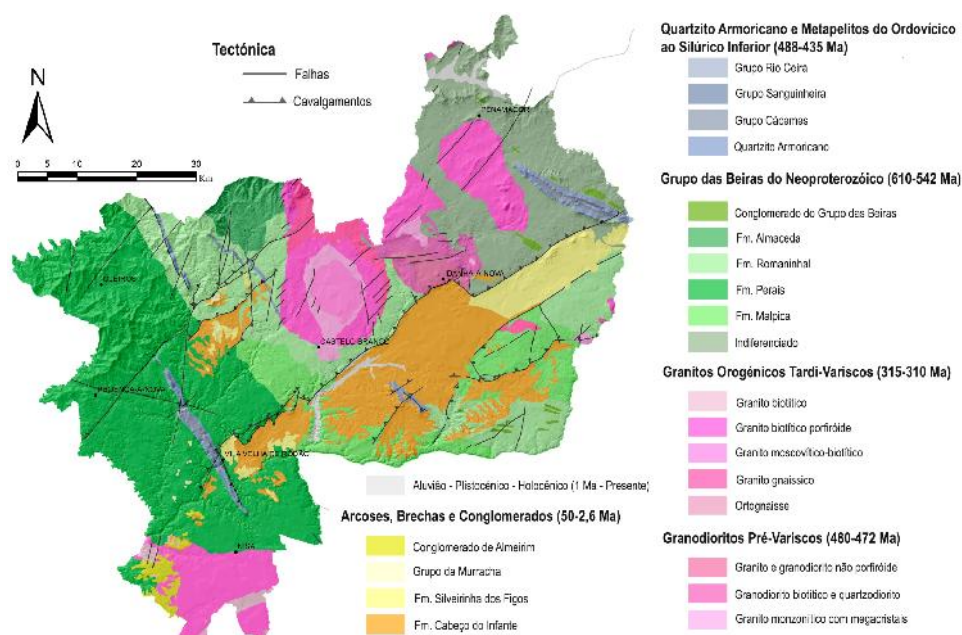 Tectónica
Falhas
Cavalgamentos
N
0 5 10 20 30
Km
PENAMACOR
OLEIROS
IDANHA-A-NOVA
CASTELO BRANCO
PROENÇA-A-NOVA
VILA VELHA DE RÓDÃO
NISA
Aluvião - Plistocénico - Holocénico (1 Ma - Presente)
Arcoses, Brechas e Conglomerados (50-2,6 Ma)
Conglomerado de Almeirim
Grupo da Murracha
Fm. Silveirinha dos Figos
Fm. Cabeço do Infante
Quartzito Armoricano e Metapelitos do Ordovícico
ao Silúrico Inferior (488-435 Ma)
Grupo Rio Ceira
Grupo Sanguinheira
Grupo Cácemes
Quartzito Armoricano
Grupo das Beiras do Neoproterozóico (610-542 Ma)
Conglomerado do Grupo das Beiras
Fm. Almaceda
Fm. Romaninhal
Fm. Perais
Fm. Malpica
Indiferenciado
Granitos Orogénicos Tardi-Variscos (315-310 Ma)
Granito biotítico
Granito biotítico porfiróide
Granito moscovítico-biotítico
Granito gnaissico
Ortognaisse
Granodioritos Pré-Variscos (480-472 Ma)
Granito e granodiorito não porfiróide
Granodiorito biotítico e quartzodiorito
Granito monzonítico com megacristais